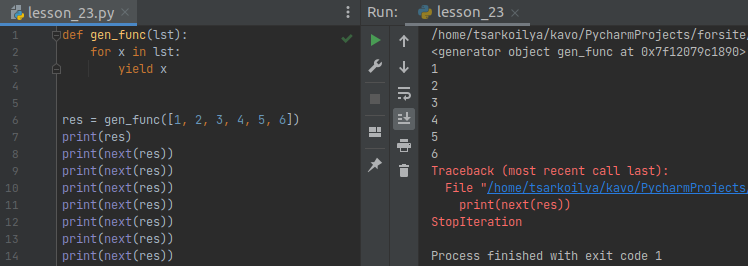 lesson_23.py
1 def gen_func(lst):
2     for x in lst:
3         yield x
4
5
6 res = gen_func([1, 2, 3, 4, 5, 6])
7 print(res)
8 print(next(res))
9 print(next(res))
10 print(next(res))
11 print(next(res))
12 print(next(res))
13 print(next(res))
14 print(next(res))
Run: lesson_23
/home/tsarkoilya/kavo/PycharmProjects/forsite/
<generator object gen_func at 0x7f12079c1890>
1
2
3
4
5
6
Traceback (most recent call last):
  File "/home/tsarkoilya/kavo/PycharmProjects/
    print(next(res))
StopIteration
Process finished with exit code 1